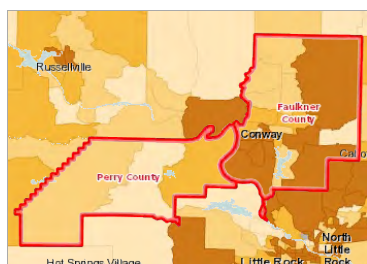 Russellville
Faulkner
County
Conway
Perry County
North
Little
Rock
Little Rock
Hot Springs Village